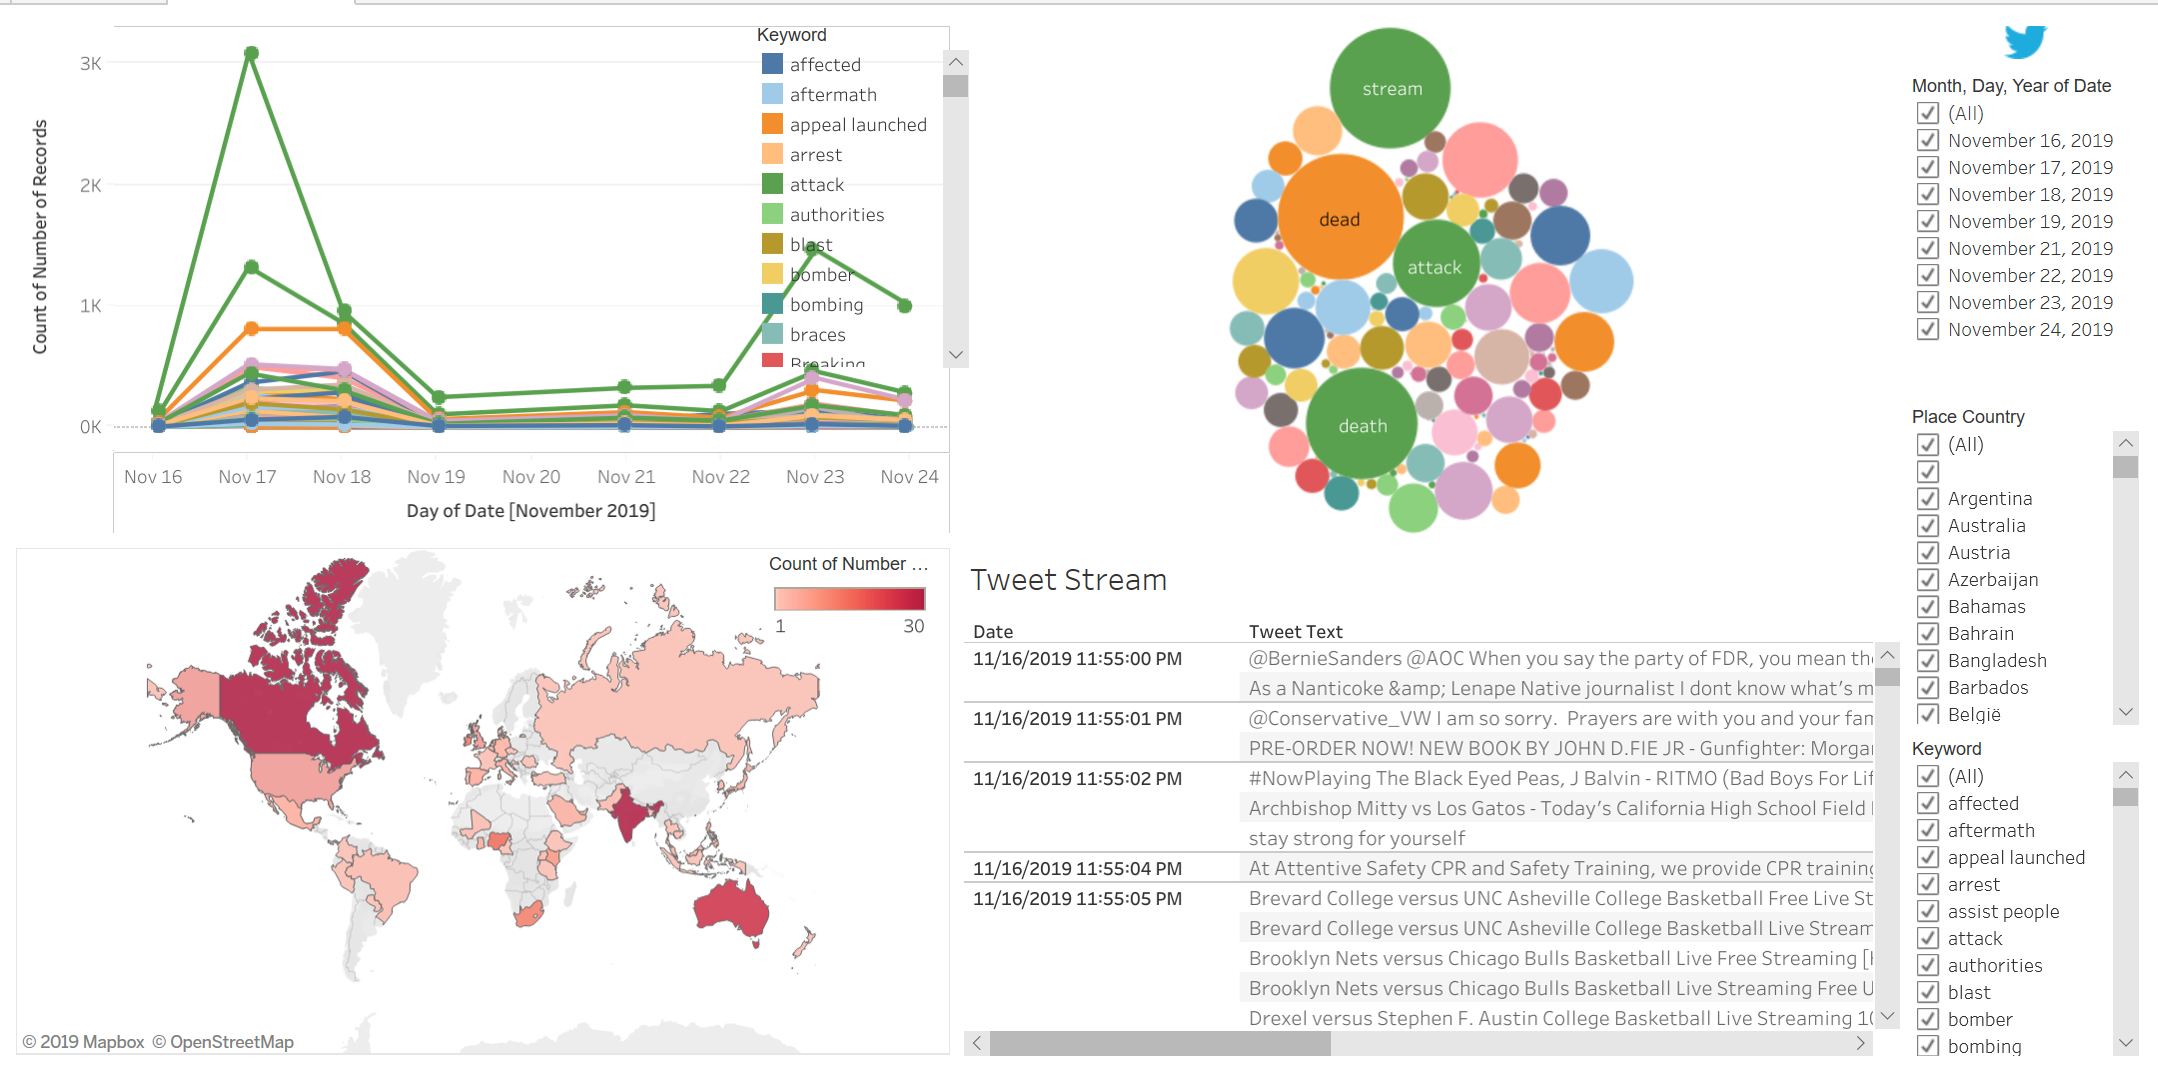 Keyword
affected
aftermath
appeal launched
arrest
attack
authorities
blast
bomber
bombing
braces
Breaking
Count of Number of Records
3K
2K
1K
0K
Nov 16
Nov 17
Nov 18
Nov 19
Nov 20
Nov 21
Nov 22
Nov 23
Nov 24
Day of Date [November 2019]
stream
dead
attack
death
Month, Day, Year of Date
(All)
November 16, 2019
November 17, 2019
November 18, 2019
November 19, 2019
November 21, 2019
November 22, 2019
November 23, 2019
November 24, 2019
Place Country
(All)
Argentina
Australia
Austria
Azerbaijan
Bahamas
Bahrain
Bangladesh
Barbados
België
Keyword
(All)
affected
aftermath
appeal launched
arrest
assist people
attack
authorities
blast
bomber
bombing
Count of Number …
1
30
© 2019 Mapbox © OpenStreetMap
Tweet Stream
Date Tweet Text
11/16/2019 11:55:00 PM @BernieSanders @AOC When you say the party of FDR, you mean
As a Nanticoke &amp; Lenape Native journalist I dont know what's
11/16/2019 11:55:01 PM @Conservative_VW I am so sorry. Prayers are with you and your
PRE-ORDER NOW! NEW BOOK BY JOHN D.FIE JR - Gunfighter:
11/16/2019 11:55:02 PM #NowPlaying The Black Eyed Peas, J Balvin - RITMO (Bad Boys For
Archbishop Mitty vs Los Gatos - Today's California High School Field
stay strong for yourself
11/16/2019 11:55:04 PM At Attentive Safety CPR and Safety Training, we provide CPR training
11/16/2019 11:55:05 PM Brevard College versus UNC Asheville College Basketball Free Live
Brevard College versus UNC Asheville College Basketball Live Stream
Brooklyn Nets versus Chicago Bulls Basketball Live Free Streaming
Brooklyn Nets versus Chicago Bulls Basketball Live Streaming Free
Drexel versus Stephen F. Austin College Basketball Live Streaming